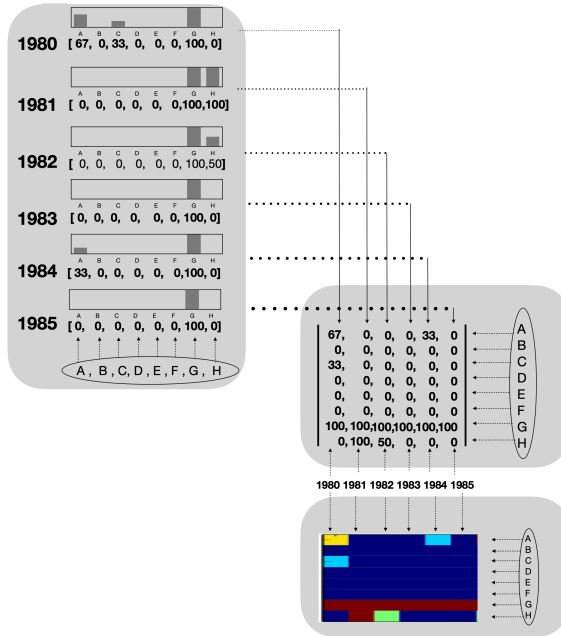 A B C D E F G H
1980 [ 67, 0, 33, 0, 0, 0, 100, 0]
A B C D E F G H
1981 [ 0, 0, 0, 0, 0, 0,100,100]
A B C D E F G H
1982 [ 0, 0, 0, 0, 0, 0,100,50]
A B C D E F G H
1983 [ 0, 0, 0, 0, 0, 0,100, 0]
A B C D E F G H
1984 [ 33, 0, 0, 0, 0, 0,100, 0]
A B C D E F G H
1985 [ 0, 0, 0, 0, 0, 0,100, 0]
A , B , C , D , E , F , G , H
67, 0, 0, 0, 33, 0 A
0, 0, 0, 0, 0, 0 B
33, 0, 0, 0, 0, 0 C
0, 0, 0, 0, 0, 0 D
0, 0, 0, 0, 0, 0 E
0, 0, 0, 0, 0, 0 F
100, 100,100,100,100,100 G
0, 100, 50, 0, 0, 0 H
1980 1981 1982 1983 1984 1985
A
B
C
D
E
F
G
H